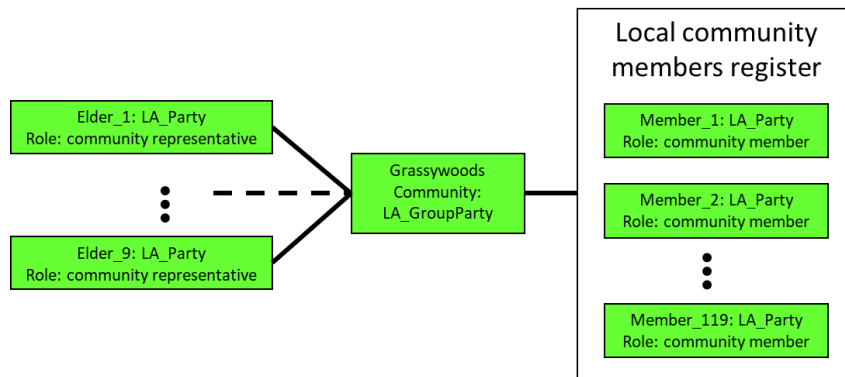 Local community
members register
Elder_1: LA_Party
Role: community representative
Elder_9: LA_Party
Role: community representative
Grassywoods
Community:
LA_GroupParty
Member_1: LA_Party
Role: community member
Member_2: LA_Party
Role: community member
Member_119: LA_Party
Role: community member